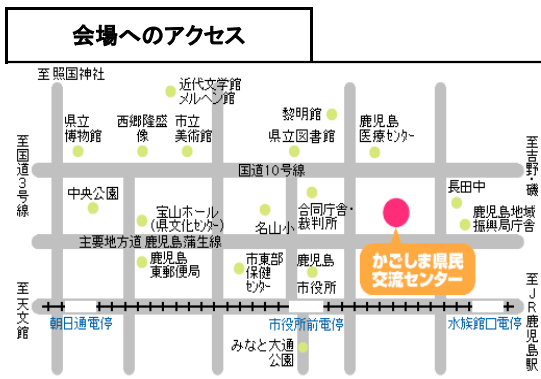 会場へのアクセス
至照国神社
近代文学館
メルヘン館
県立
博物館
西郷隆盛
像
市立
美術館
黎明館
県立図書館
鹿児島
医療センター
至国道3号線
国道10号線
至吉野・磯
中央公園
宝山ホール
(県文化センター)
名山小
合同庁舎・
裁判所
長田中
鹿児島地域
振興局庁舎
主要地方道 鹿児島蒲生線
鹿児島
東郵便局
市東部
保健
センター
鹿児島
市役所
かごしま県民
交流センター
至天文館
至JR鹿児島駅
朝日通電停
市役所前電停
水族館口電停
みなと大通
公園